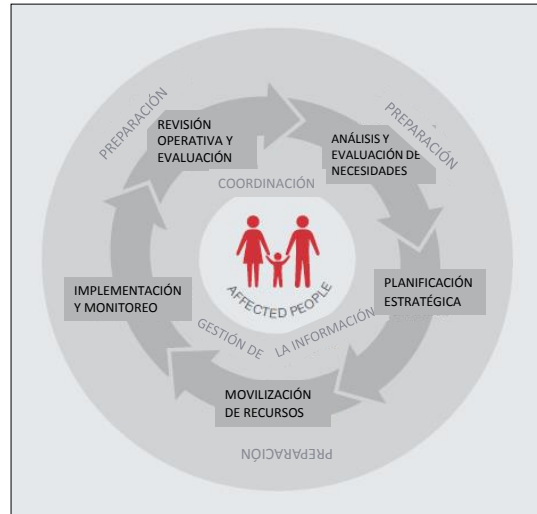 PREPARACIÓN
PREPARACIÓN
REVISIÓN
OPERATIVA Y
EVALUACIÓN
ANÁLISIS Y
EVALUACIÓN DE
NECESIDADES
COORDINACIÓN
IMPLEMENTACIÓN
Y MONITOREO
AFFECTED PEOPLE
PLANIFICACIÓN
ESTRATÉGICA
GESTIÓN DE LA INFORMACIÓN
MOVILIZACIÓN
DE RECURSOS
PREPARACIÓN